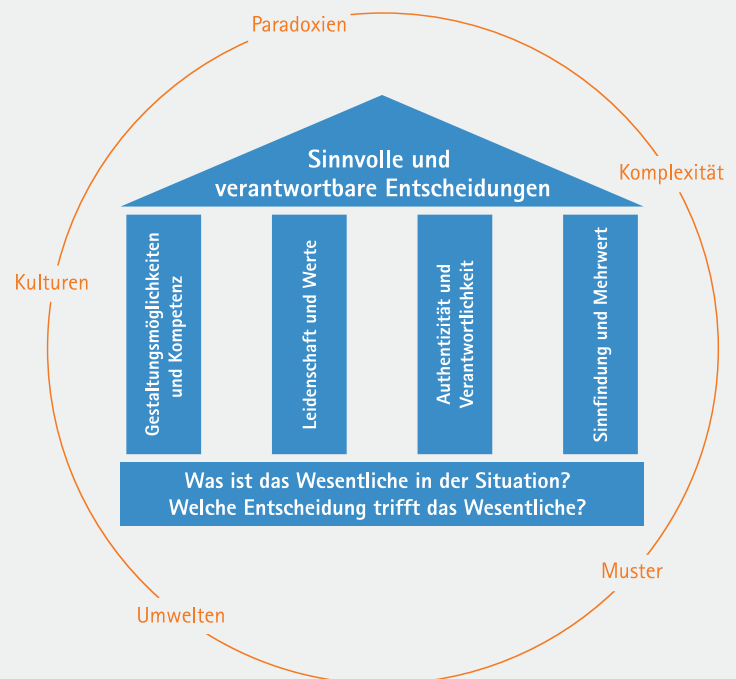 Paradoxien
Komplexität
Sinnvolle und
verantwortbare Entscheidungen
Kulturen
Gestaltungsmöglichkeiten
und Kompetenz
Leidenschaft und Werte
Authentizität und
Verantwortlichkeit
Sinnfindung und Mehrwert
Was ist das Wesentliche in der Situation?
Welche Entscheidung trifft das Wesentliche?
Muster
Umwelten